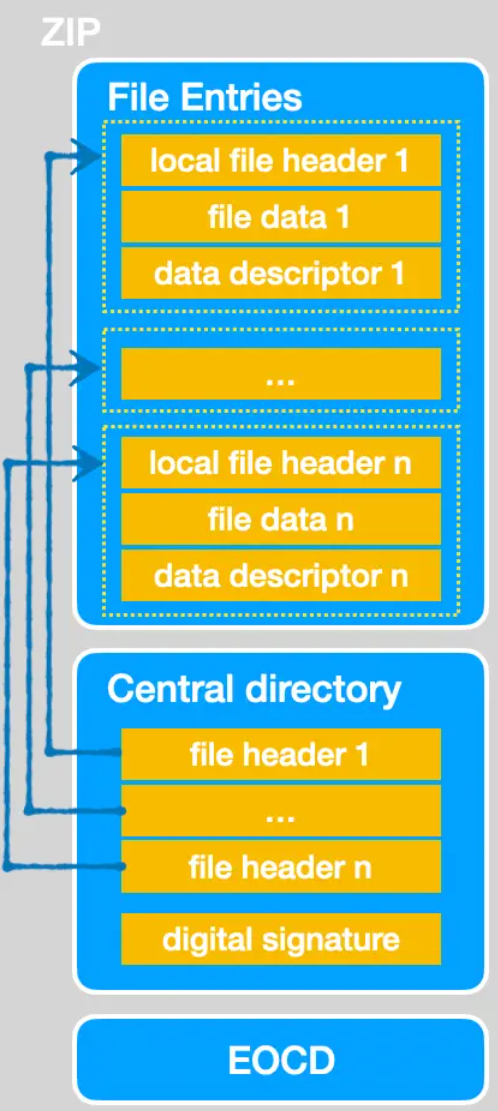 ZIP
File Entries
local file header 1
file data 1
data descriptor 1
...
local file header n
file data n
data descriptor n
Central directory
file header 1
...
file header n
digital signature
EOCD